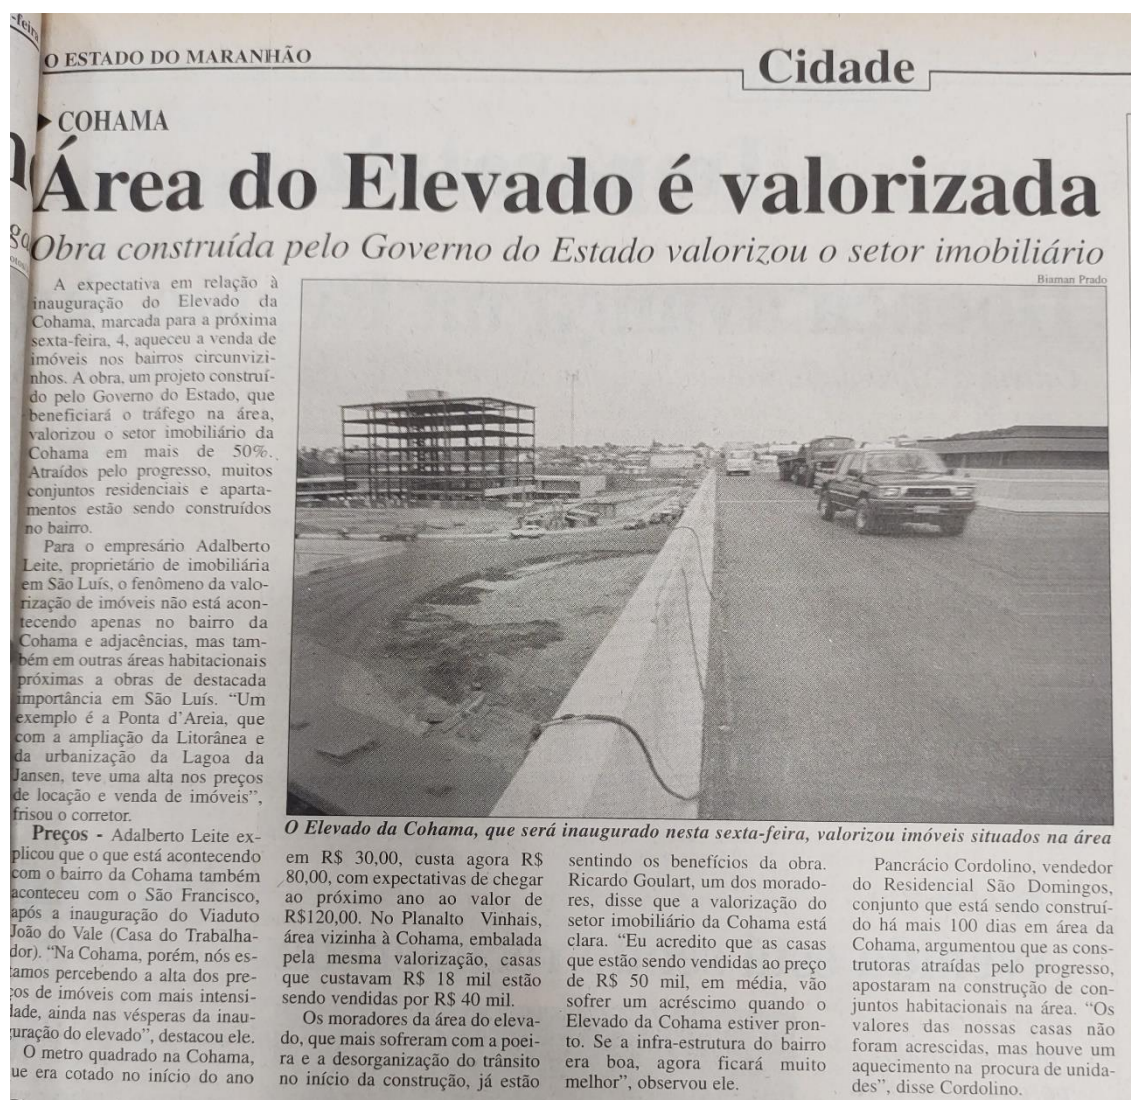 O ESTADO DO MARANHÃO
Cidade
COHAMA
Área do Elevado é valorizada
Obra construída pelo Governo do Estado valorizou o setor imobiliário
Biaman Prado
A expectativa em relação à
inauguração do Elevado da
Cohama, marcada para a próxima
sexta-feira, 4, aqueceu a venda de
imóveis nos bairros circunvizi-
nhos. A obra, um projeto construí-
do pelo Governo do Estado, que
beneficiará o tráfego na área,
valorizou o setor imobiliário da
Cohama em mais de 50%.
Atraídos pelo progresso, muitos
conjuntos residenciais e aparta-
mentos estão sendo construídos
no bairro.
Para o empresário Adalberto
Leite, proprietário de imobiliária
em São Luís, o fenômeno da valo-
rização de imóveis não está acon-
tecendo apenas no bairro da
Cohama e adjacências, mas tam-
bém em outras áreas habitacionais
próximas a obras de destacada
importância em São Luís. “Um
exemplo é a Ponta d’Areia, que
com a ampliação da Litorânea e
da urbanização da Lagoa da
Jansen, teve uma alta nos preços
de locação e venda de imóveis”,
frisou o corretor.
Preços - Adalberto Leite ex-
plicou que o que está acontecendo
com o bairro da Cohama também
aconteceu com o São Francisco,
após a inauguração do Viaduto
João do Vale (Casa do Trabalha-
dor). “Na Cohama, porém, nós es-
tamos percebendo a alta dos pre-
ços de imóveis com mais intensi-
dade, ainda nas vésperas da inau-
guração do elevado”, destacou ele.
O metro quadrado na Cohama,
que era cotado no início do ano
O Elevado da Cohama, que será inaugurado nesta sexta-feira, valorizou imóveis situados na área
em R$ 30,00, custa agora R$
80,00, com expectativas de chegar
ao próximo ano ao valor de
R$120,00. No Planalto Vinhais,
área vizinha à Cohama, embalada
pela mesma valorização, casas
que custavam R$ 18 mil estão
sendo vendidas por R$ 40 mil.
Os moradores da área do eleva-
do, que mais sofreram com a poei-
ra e a desorganização do trânsito
no início da construção, já estão
sentindo os benefícios da obra.
Ricardo Goulart, um dos morado-
res, disse que a valorização do
setor imobiliário da Cohama está
clara. “Eu acredito que as casas
que estão sendo vendidas ao preço
de R$ 50 mil, em média, vão
sofrer um acréscimo quando o
Elevado da Cohama estiver pron-
to. Se a infra-estrutura do bairro
era boa, agora ficará muito
melhor”, observou ele.
Pancrácio Cordolino, vendedor
do Residencial São Domingos,
conjunto que está sendo construí-
do há mais 100 dias em área da
Cohama, argumentou que as cons-
trutoras atraídas pelo progresso,
apostaram na construção de con-
juntos habitacionais na área. “Os
valores das nossas casas não
foram acrescidas, mas houve um
aquecimento na procura de unida-
des”, disse Cordolino.